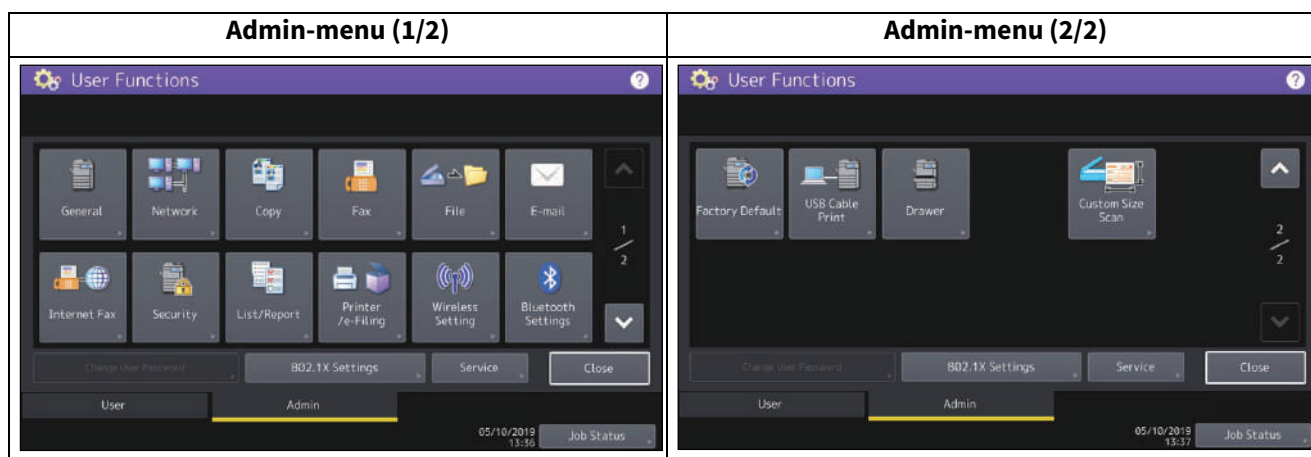 Admin-menu (1/2)
Admin-menu (2/2)
User Functions
?
General
Network
Copy
Fax
File
E-mail
1
2
Internet Fax
Security
List/Report
Printer
/e-Filing
Wireless
Setting
Bluetooth
Settings
Change User Password
802.1X Settings
Service
Close
User
Admin
05/10/2019
13:36
Job Status
User Functions
?
Factory Default
USB Cable
Print
Drawer
Custom Size
Scan
2
2
Change User Password
802.1X Settings
Service
Close
User
Admin
05/10/2019
13:37
Job Status